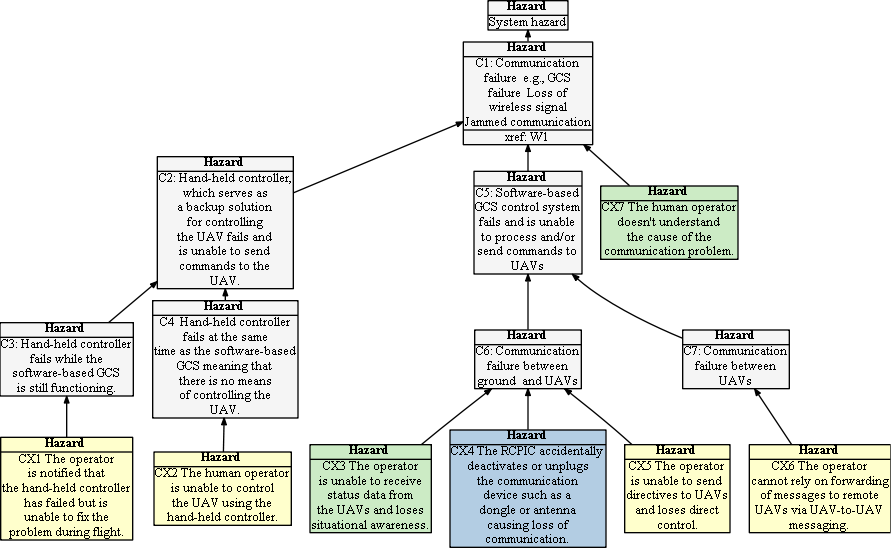 Hazard
System hazard
Hazard
C1: Communication
failure e.g., GCS
failure Loss of
wireless signal
Jammed communication
xref: W1
Hazard
C2: Hand-held controller,
which serves as
a backup solution
for controlling
the UAV fails and
is unable to send
commands to the
UAV.
Hazard
C5: Software-based
GCS control system
fails and is unable
to process and/or
send commands to
UAVs
Hazard
CX7 The human operator
doesn't understand
the cause of the
communication problem.
Hazard
C3: Hand-held controller
fails while the
software-based GCS
is still functioning.
Hazard
C4 Hand-held controller
fails at the same
time as the software-based
GCS meaning that
there is no means
of controlling the
UAV.
Hazard
C6: Communication
failure between
ground and UAVs
Hazard
C7: Communication
failure between
UAVs
Hazard
CX1 The operator
is notified that
the hand-held controller
has failed but is
unable to fix the
problem during flight.
Hazard
CX2 The human operator
is unable to control
the UAV using the
hand-held controller.
Hazard
CX3 The operator
is unable to receive
status data from
the UAVs and loses
situational awareness.
Hazard
CX4 The RCPIC accidentally
deactivates or unplugs
the communication
device such as a
dongle or antenna
causing loss of
communication.
Hazard
CX5 The operator
is unable to send
directives to UAVs
and loses direct
control.
Hazard
CX6 The operator
cannot rely on forwarding
of messages to remote
UAVs via UAV-to-UAV
messaging.